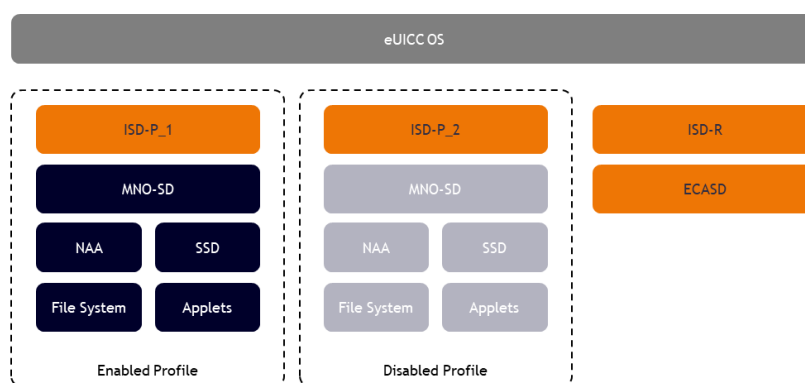 eUICC OS
ISD-P_1
MNO-SD
NAA
SSD
File System
Applets
Enabled Profile
ISD-P_2
MNO-SD
NAA
SSD
File System
Applets
Disabled Profile
ISD-R
ECASD